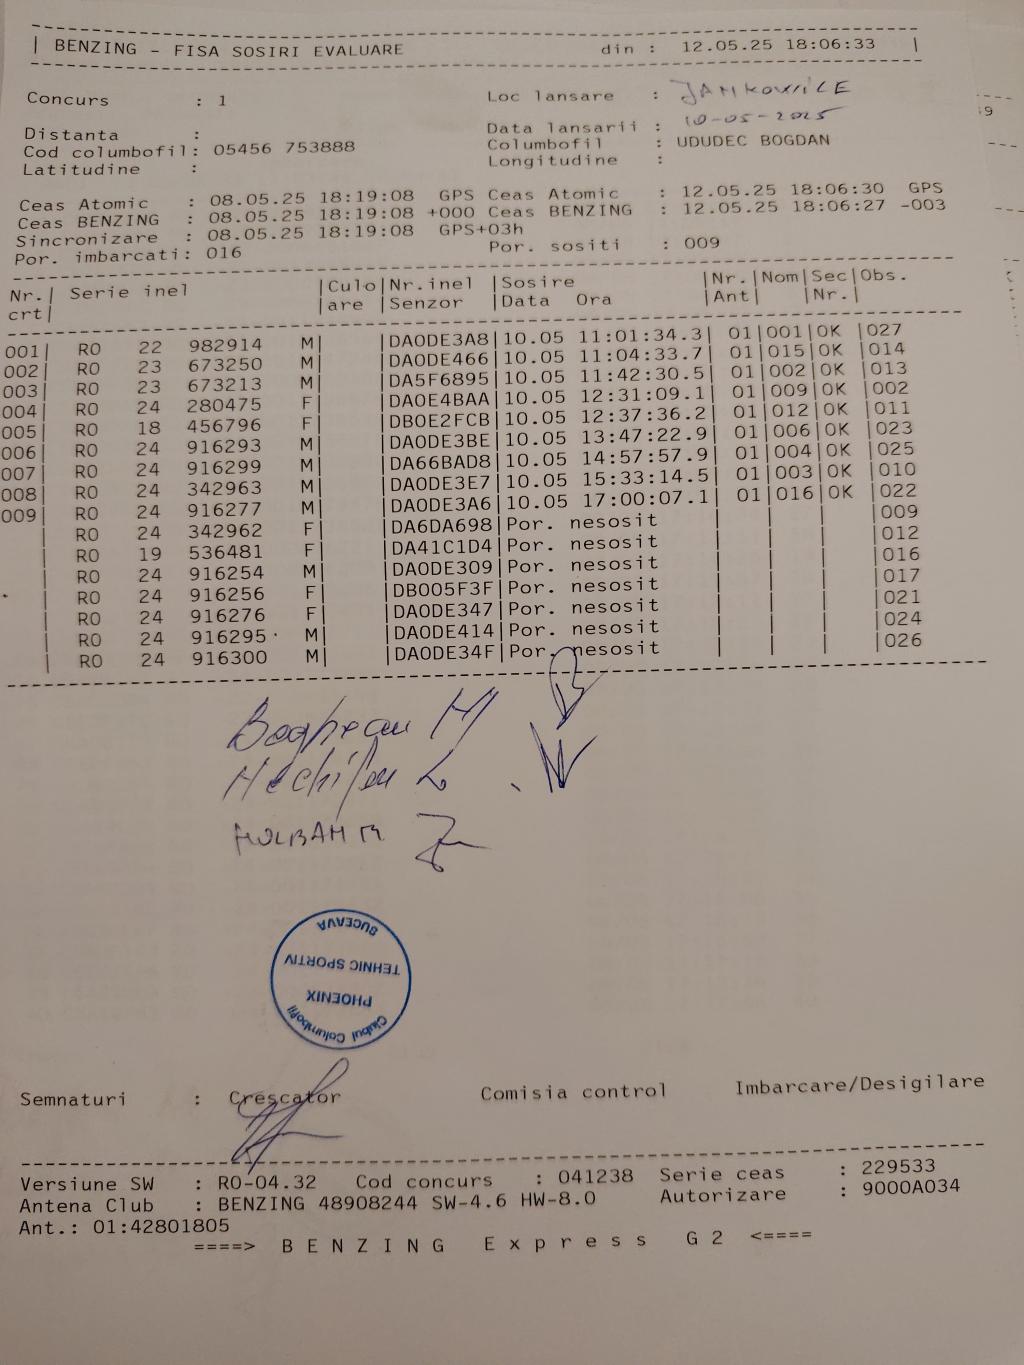 | BENZING - FISA SOSIRI EVALUARE din : 12.05.25 18:06:33 |
Concurs : 1 Loc lansare :
Distanta : Data lansarii : 10-05-2025
Cod columbofil: 05456 753888 Columbofil : UDUDEC BOGDAN
Latitudine : Longitudine :
Ceas Atomic : 08.05.25 18:19:08 GPS Ceas Atomic : 12.05.25 18:06:30 GPS
Ceas BENZING : 08.05.25 18:19:08 +000 Ceas BENZING : 12.05.25 18:06:27 -003
Sincronizare : 08.05.25 18:19:08 GPS+03h
Por. imbarcati: 016 Por. sositi : 009
Nr.| Serie inel |Culo|Nr.inel |Sosire |Nr.|Nom|Sec|Obs.
crt| |are |Senzor |Data Ora |Ant| |Nr.|
001| RO 22 982914 M| |DA0DE3A8|10.05 11:01:34.3| 01|001|OK |027
002| RO 23 673250 M| |DA0DE466|10.05 11:04:33.7| 01|015|OK |014
003| RO 23 673213 M| |DA5F6895|10.05 11:42:30.5| 01|002|OK |013
004| RO 24 280475 F| |DA0E4BAA|10.05 12:31:09.1| 01|009|OK |002
005| RO 18 456796 F| |DB0E2FCB|10.05 12:37:36.2| 01|012|OK |011
006| RO 24 916293 M| |DA0DE3BE|10.05 13:47:22.9| 01|006|OK |023
007| RO 24 916299 M| |DA66BAD8|10.05 14:57:57.9| 01|004|OK |025
008| RO 24 342963 M| |DA0DE3E7|10.05 15:33:14.5| 01|003|OK |010
009| RO 24 916277 M| |DA0DE3A6|10.05 17:00:07.1| 01|016|OK |022
| RO 24 342962 F| |DA6DA698|Por. nesosit | | | |009
| RO 19 536481 F| |DA41C1D4|Por. nesosit | | | |012
| RO 24 916254 M| |DA0DE309|Por. nesosit | | | |016
| RO 24 916256 F| |DB005F3F|Por. nesosit | | | |017
| RO 24 916276 F| |DA0DE347|Por. nesosit | | | |021
| RO 24 916295 M| |DA0DE414|Por. nesosit | | | |024
| RO 24 916300 M| |DA0DE34F|Por. nesosit | | | |026
Clubul Columbofil
PHOENIX
TEHNIC SPORTIV
SUCEAVA
Semnaturi : Crescator Comisia control Imbarcare/Desigilare
Versiune SW : RO-04.32 Cod concurs : 041238 Serie ceas : 229533
Antena Club : BENZING 48908244 SW-4.6 HW-8.0 Autorizare : 9000A034
Ant.: 01:42801805
====> B E N Z I N G E x p r e s s G 2 <====